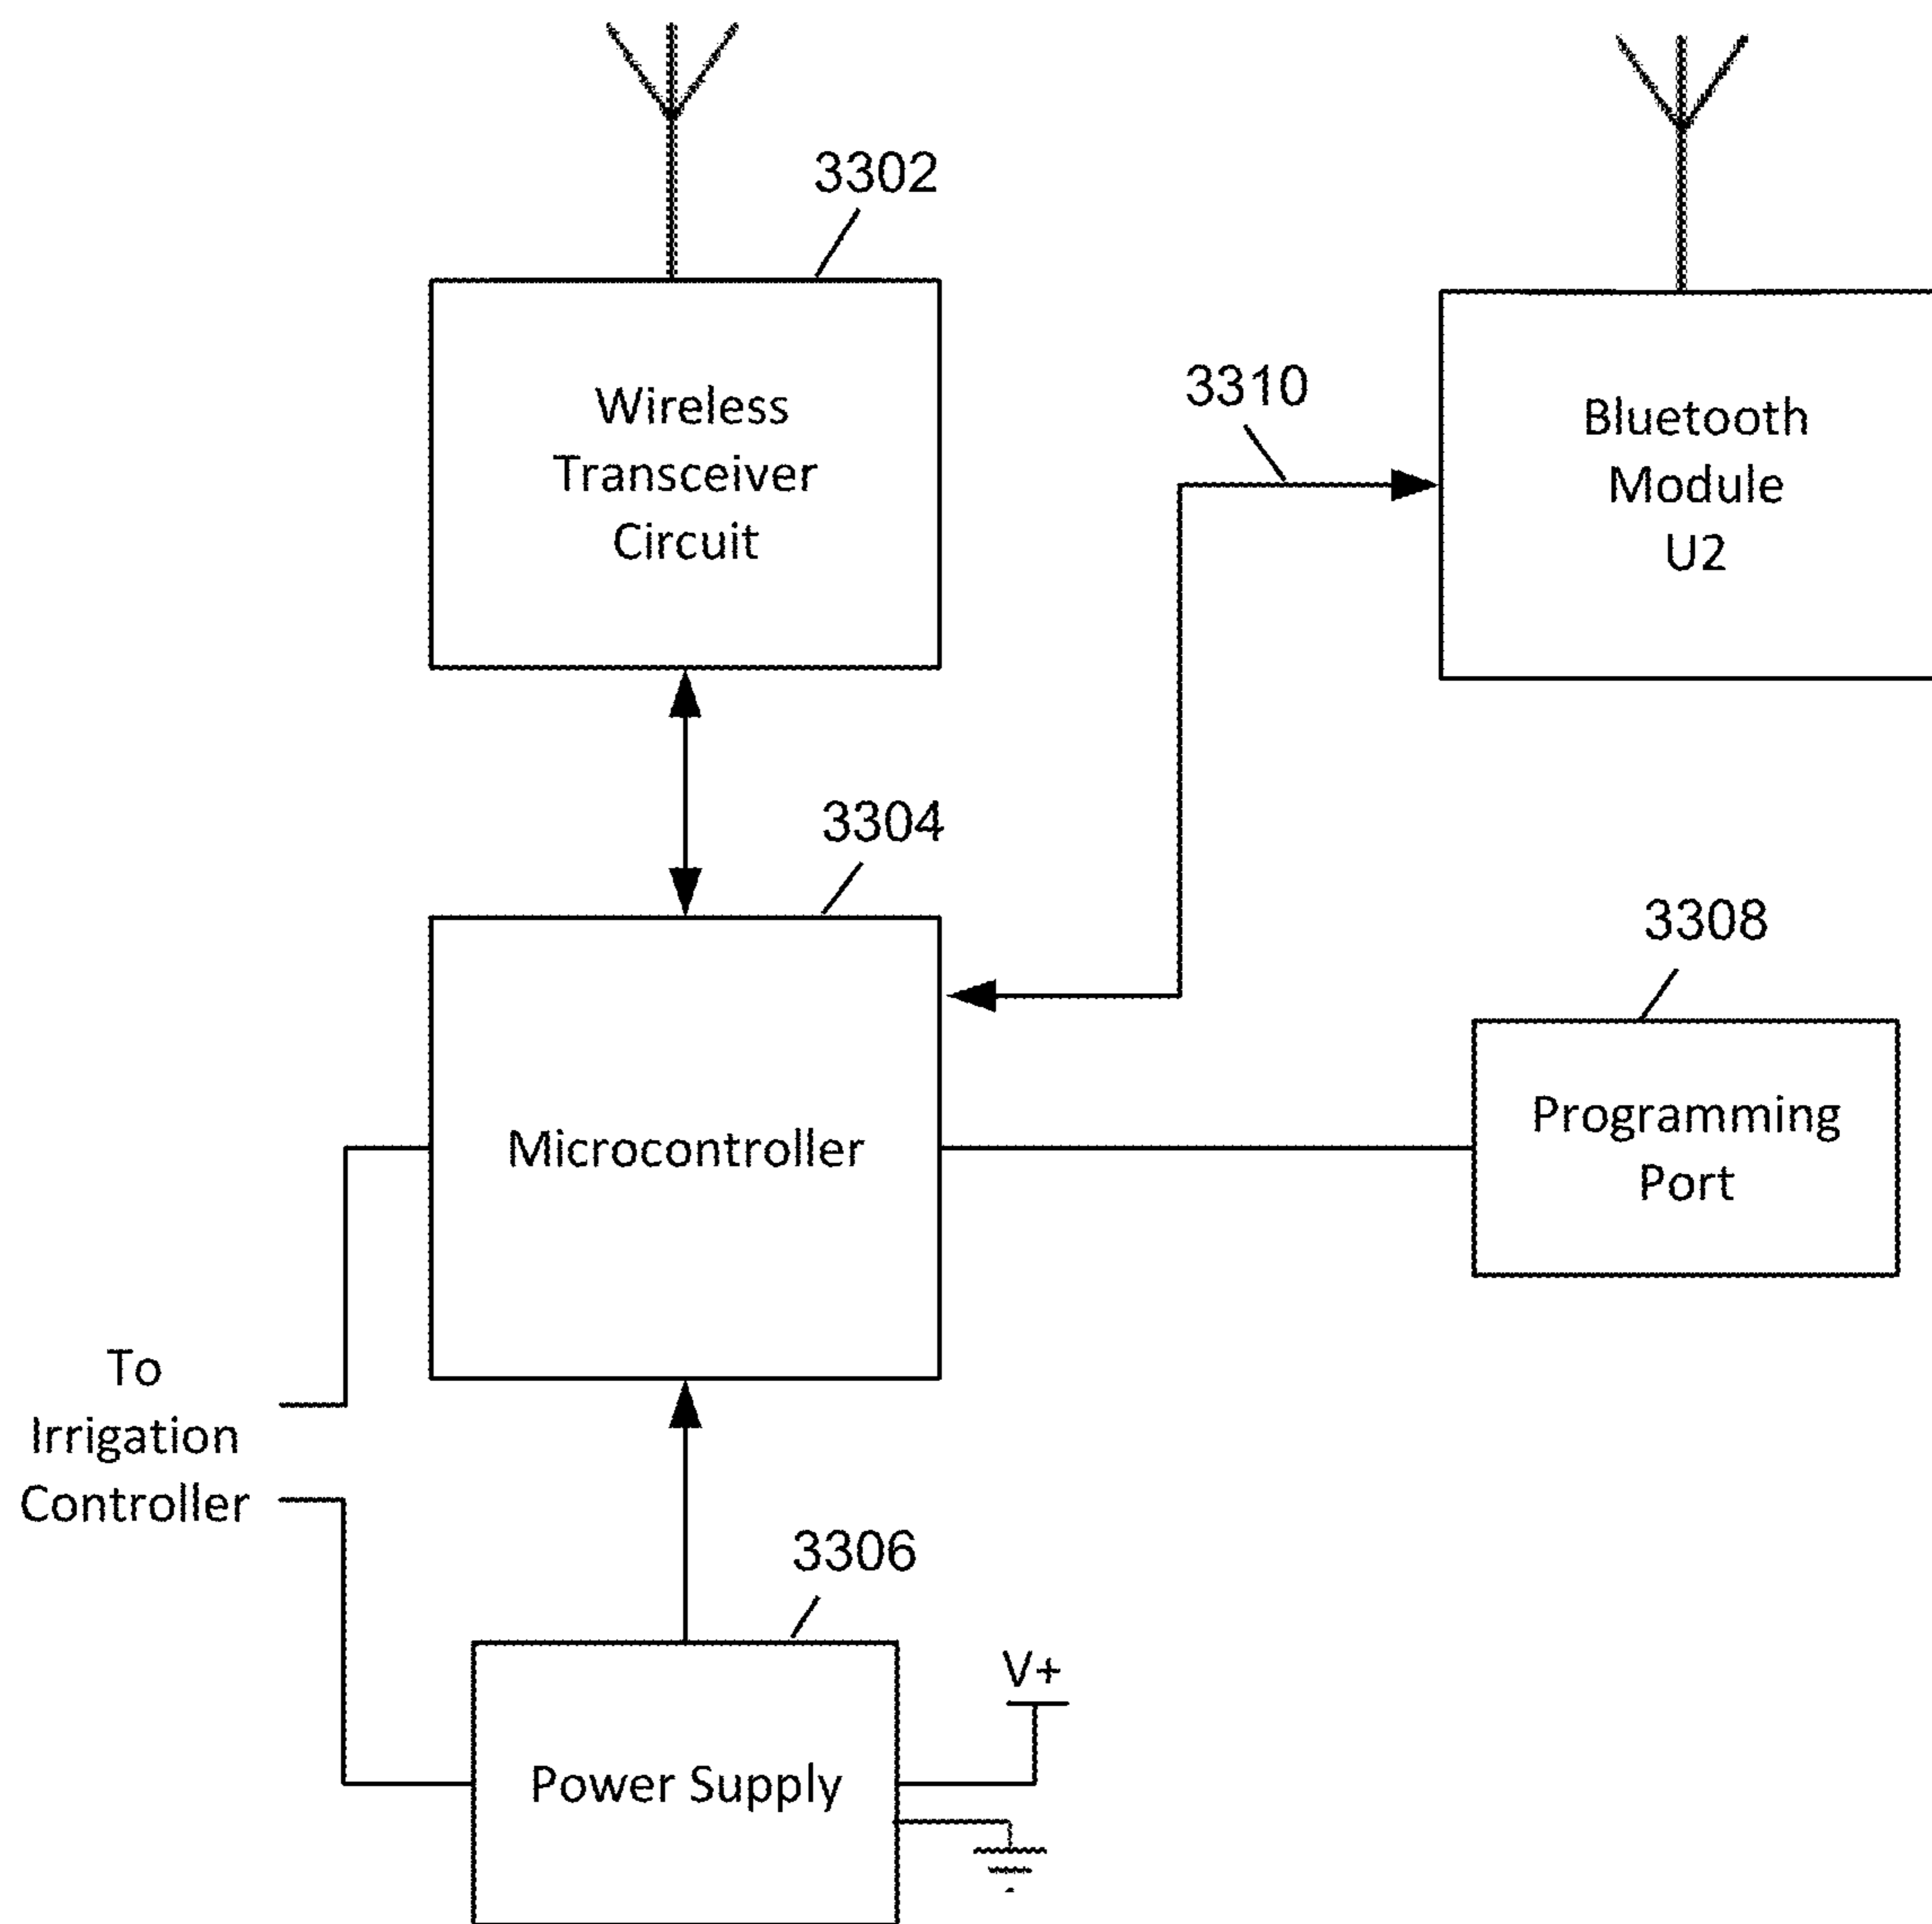 3302
Wireless
Transceiver
Circuit
3310
Bluetooth
Module
U2
3304
Microcontroller
3308
Programming
Port
To
Irrigation
Controller
3306
Power Supply
V+